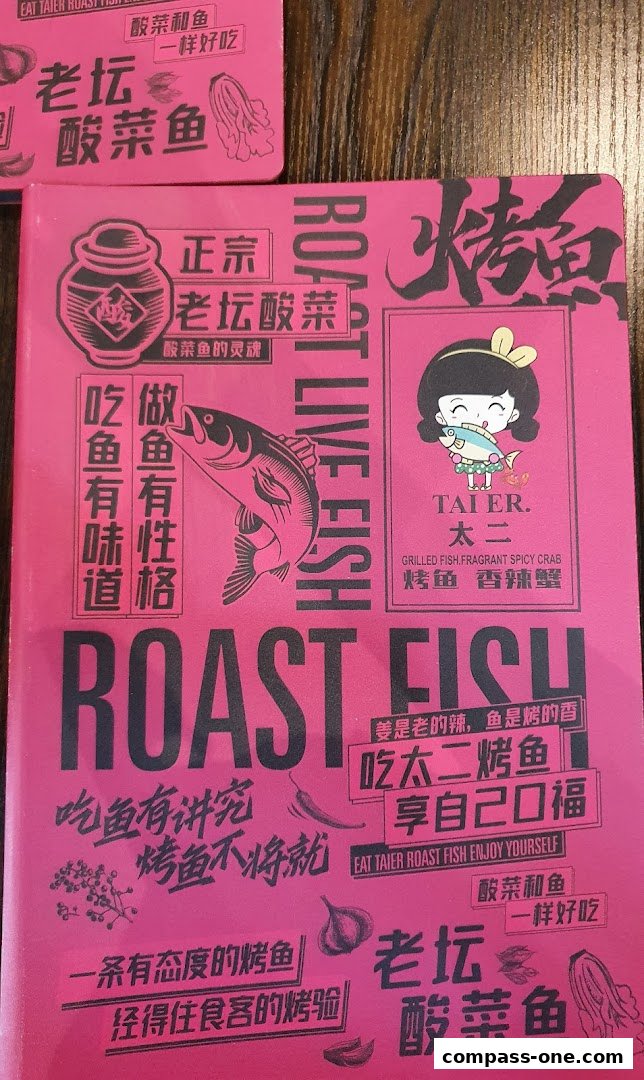 EAT TAIER ROAST FISH EN
酸菜和鱼
一样好吃
老坛
酸菜鱼
烤鱼
正宗
老坛酸菜
酸菜鱼的灵魂
酸
ROAST LIVE FISH
做鱼有性格
吃鱼有味道
TAI ER.
太二
GRILLED FISH.FRAGRANT SPICY CRAB
烤鱼 香辣蟹
ROAST FISH
姜是老的辣，鱼是烤的香
吃太二烤鱼
享自己口福
EAT TAIER ROAST FISH ENJOY YOURSELF
吃鱼有讲究
烤鱼不将就
酸菜和鱼
一样好吃
老坛
酸菜鱼
一条有态度的烤鱼
经得住食客的烤验
compass-one.com